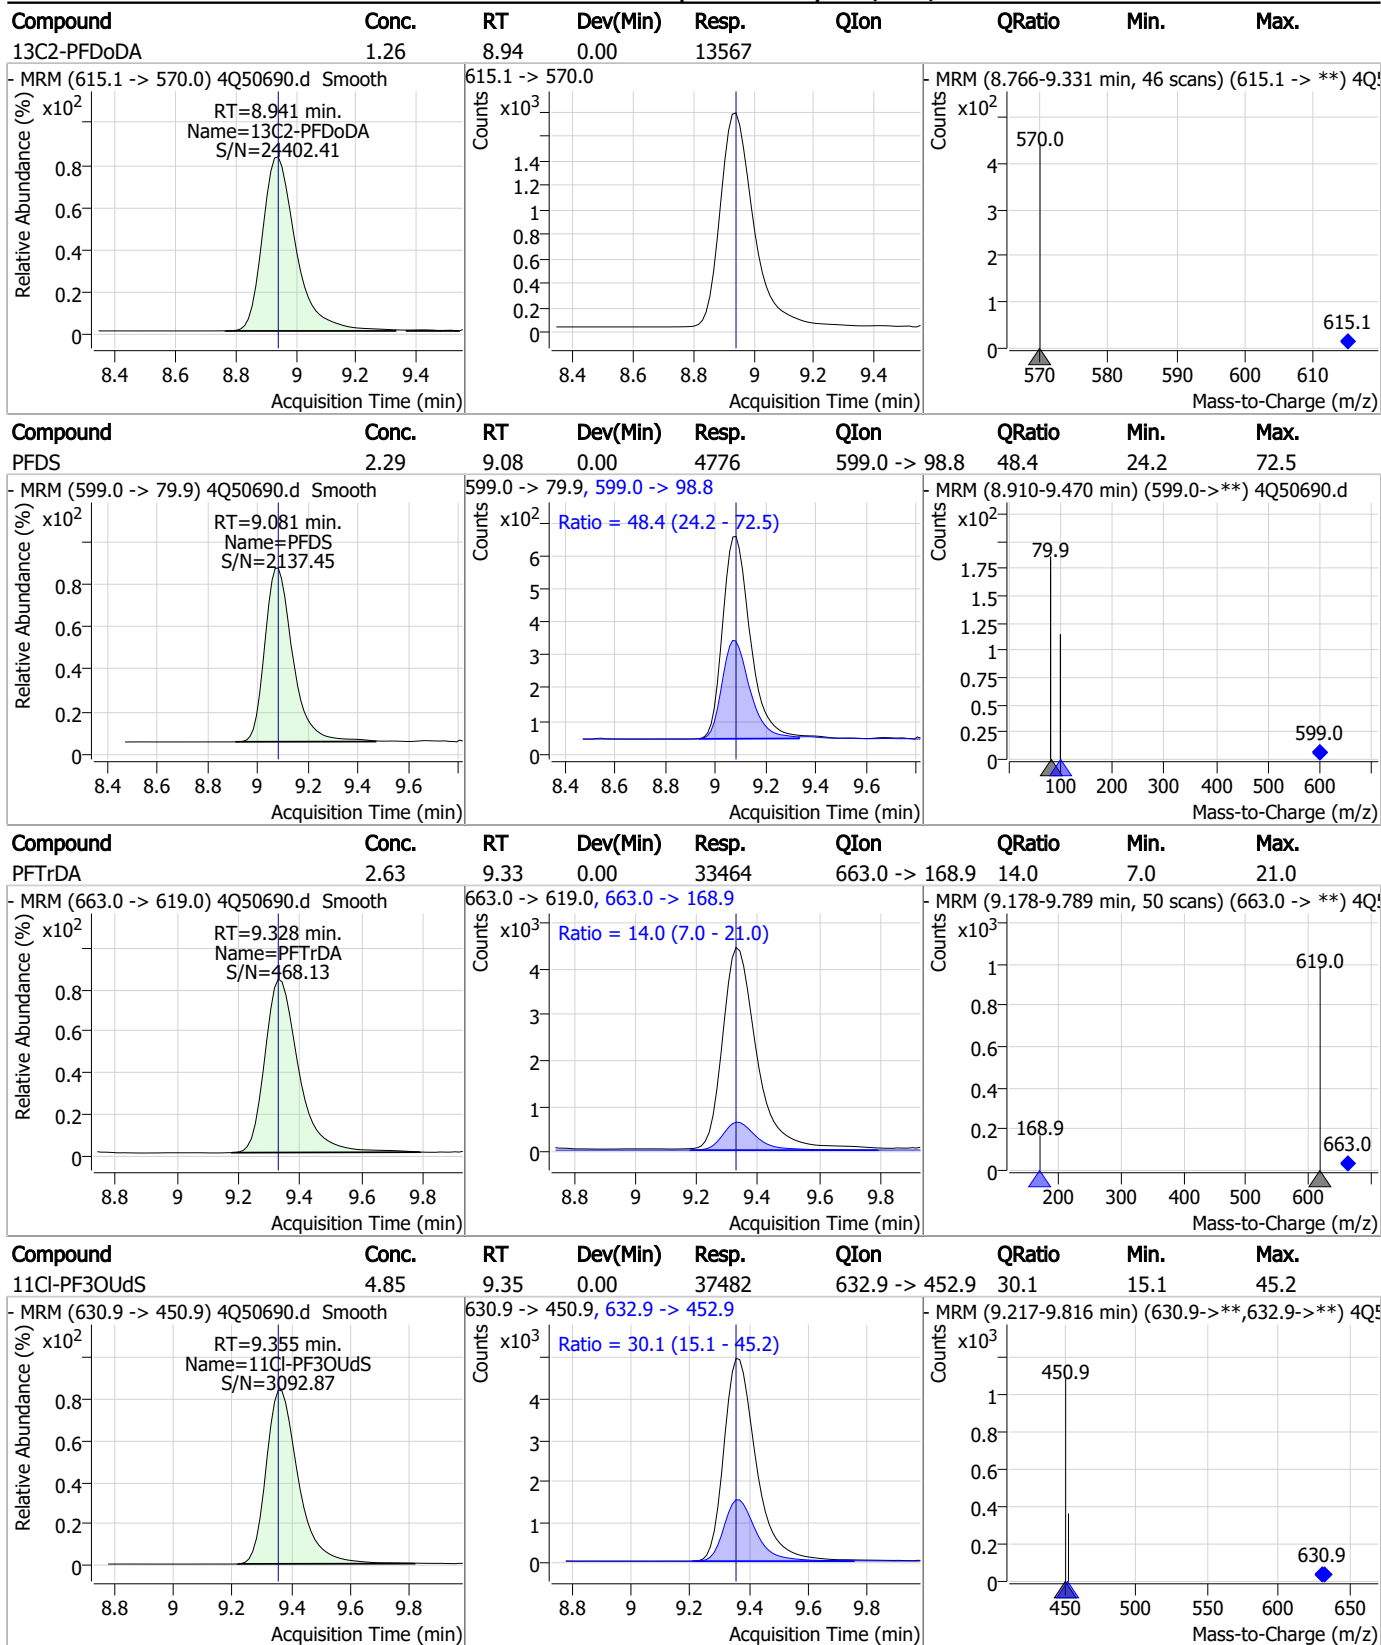 Compound Conc. RT Dev(Min) Resp. QIon QRatio Min. Max.
13C2-PFDoDA 1.26 8.94 0.00 13567
- MRM (615.1 -> 570.0) 4Q50690.d Smooth
615.1 -> 570.0
- MRM (8.766-9.331 min, 46 scans) (615.1 -> **) 4Q5
Relative Abundance (%)
x10²
RT=8.941 min.
Name=13C2-PFDoDA
S/N=24402.41
0.8
0.6
0.4
0.2
0
8.4 8.6 8.8 9 9.2 9.4
Acquisition Time (min)
Counts
x10³
1.4
1.2
1
0.8
0.6
0.4
0.2
0
8.4 8.6 8.8 9 9.2 9.4
Acquisition Time (min)
Counts
x10²
570.0
4
3
2
1
0
615.1
570 580 590 600 610
Mass-to-Charge (m/z)
Compound Conc. RT Dev(Min) Resp. QIon QRatio Min. Max.
PFDS 2.29 9.08 0.00 4776 599.0 -> 98.8 48.4 24.2 72.5
- MRM (599.0 -> 79.9) 4Q50690.d Smooth
599.0 -> 79.9, 599.0 -> 98.8
- MRM (8.910-9.470 min) (599.0->**) 4Q50690.d
Relative Abundance (%)
x10²
RT=9.081 min.
Name=PFDS
S/N=2137.45
0.8
0.6
0.4
0.2
0
8.4 8.6 8.8 9 9.2 9.4 9.6
Acquisition Time (min)
Counts
x10²
Ratio = 48.4 (24.2 - 72.5)
6
5
4
3
2
1
0
8.4 8.6 8.8 9 9.2 9.4 9.6
Acquisition Time (min)
Counts
x10²
79.9
1.75
1.5
1.25
1
0.75
0.5
0.25
0
599.0
100 200 300 400 500 600
Mass-to-Charge (m/z)
Compound Conc. RT Dev(Min) Resp. QIon QRatio Min. Max.
PFTrDA 2.63 9.33 0.00 33464 663.0 -> 168.9 14.0 7.0 21.0
- MRM (663.0 -> 619.0) 4Q50690.d Smooth
663.0 -> 619.0, 663.0 -> 168.9
- MRM (9.178-9.789 min, 50 scans) (663.0 -> **) 4Q5
Relative Abundance (%)
x10²
RT=9.328 min.
Name=PFTrDA
S/N=468.13
0.8
0.6
0.4
0.2
0
8.8 9 9.2 9.4 9.6 9.8
Acquisition Time (min)
Counts
x10³
Ratio = 14.0 (7.0 - 21.0)
4
3
2
1
0
8.8 9 9.2 9.4 9.6 9.8
Acquisition Time (min)
Counts
x10³
619.0
1
0.8
0.6
0.4
0.2
0
168.9
663.0
200 300 400 500 600
Mass-to-Charge (m/z)
Compound Conc. RT Dev(Min) Resp. QIon QRatio Min. Max.
11Cl-PF3OUdS 4.85 9.35 0.00 37482 632.9 -> 452.9 30.1 15.1 45.2
- MRM (630.9 -> 450.9) 4Q50690.d Smooth
630.9 -> 450.9, 632.9 -> 452.9
- MRM (9.217-9.816 min) (630.9->**,632.9->**) 4Q5
Relative Abundance (%)
x10²
RT=9.355 min.
Name=11Cl-PF3OUdS
S/N=3092.87
0.8
0.6
0.4
0.2
0
8.8 9 9.2 9.4 9.6 9.8
Acquisition Time (min)
Counts
x10³
Ratio = 30.1 (15.1 - 45.2)
4
3
2
1
0
8.8 9 9.2 9.4 9.6 9.8
Acquisition Time (min)
Counts
x10³
450.9
1
0.8
0.6
0.4
0.2
0
630.9
450 500 550 600 650
Mass-to-Charge (m/z)